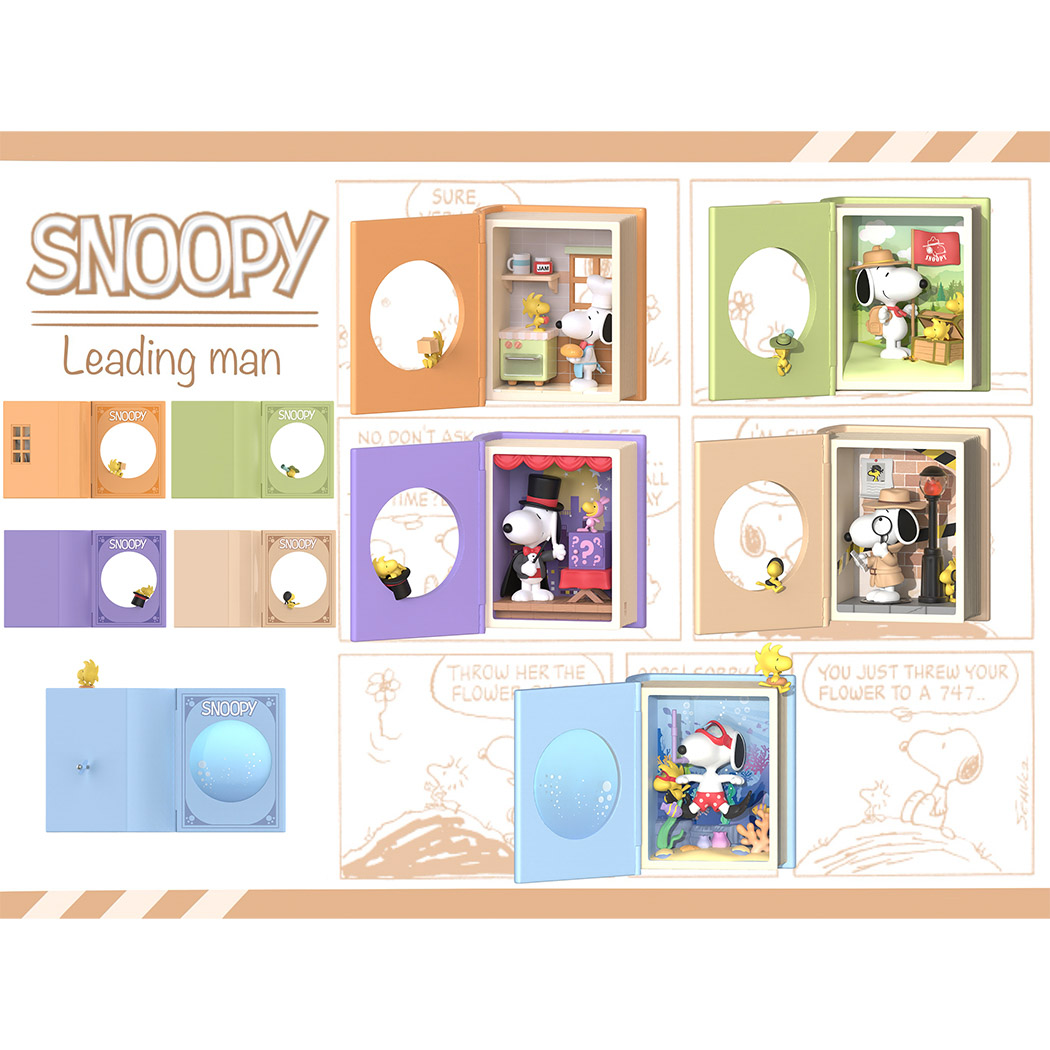 SNOOPY
Leading man
SURE,
JAM
SNOOPY
SNOOPY
SNOOPY
NO, DON'T ASK
TIME
???
I'M
SNOOPY
SNOOPY
THROW HER THE
FLOWER
SORRY
YOU JUST THREW YOUR
FLOWER TO A 747..
SNOOPY